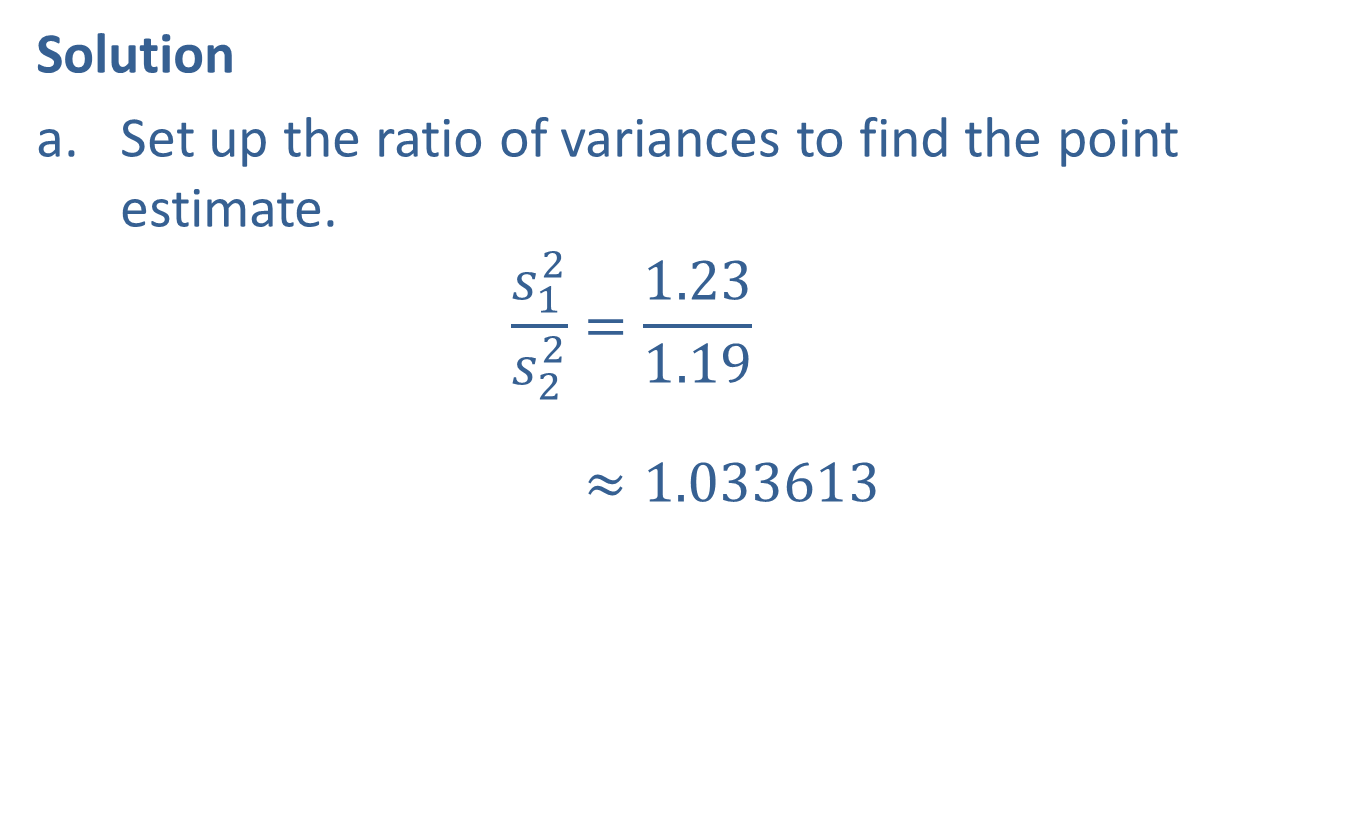 Solution
a. Set up the ratio of variances to find the point
estimate.
s₁²/s₂² = 1.23/1.19
≈ 1.033613